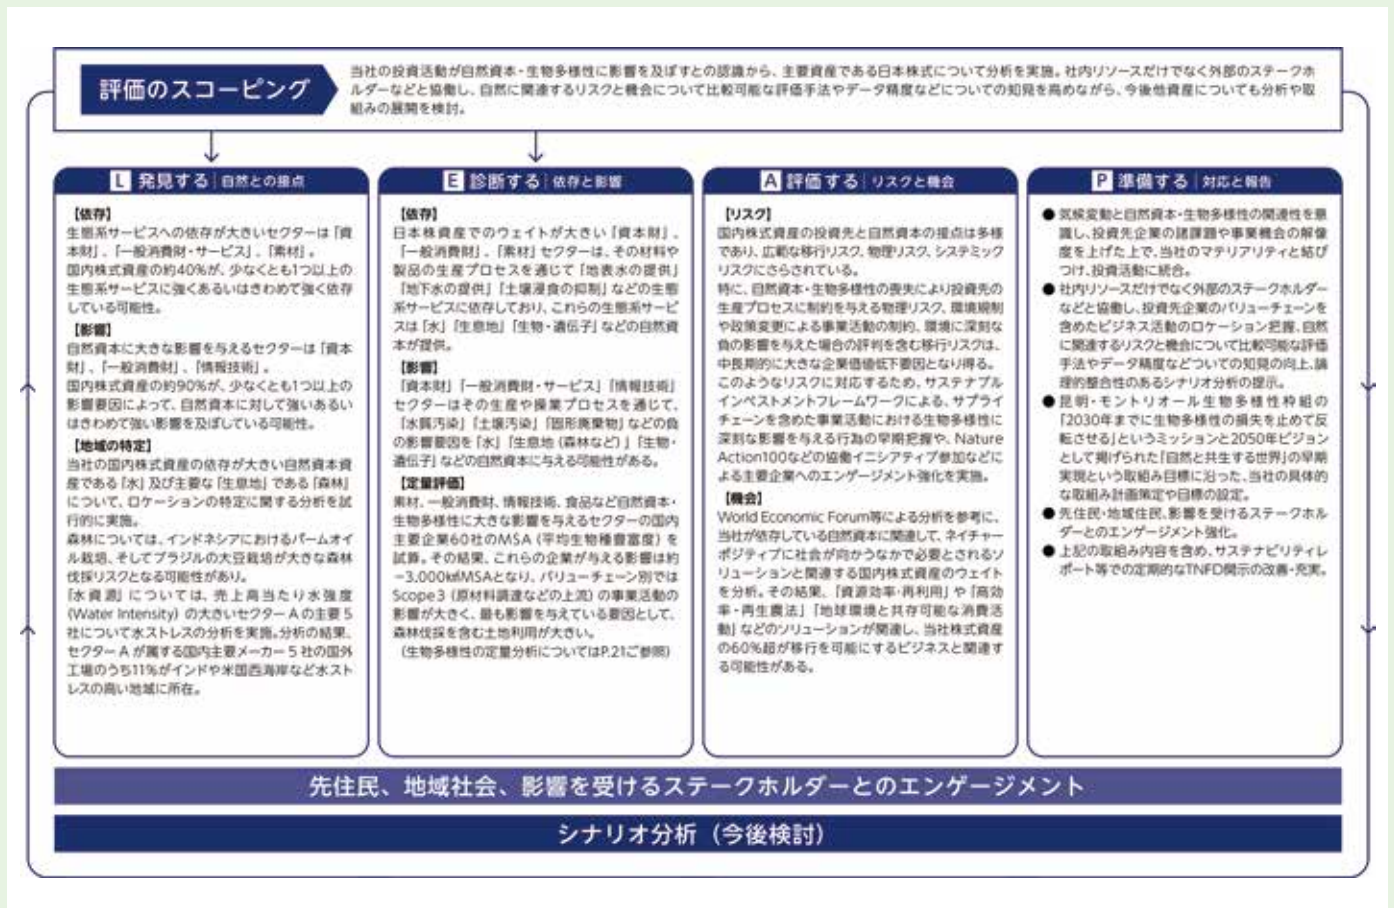 評価のスコーピング
当社の投資活動が自然資本・生物多様性に影響を及ぼすとの認識から、主要資産である日本株式について分析を実施。社内リソースだけでなく外部のステークホ
ルダーなどと協働し、自然に関連するリスクと機会について比較可能な評価手法やデータ精度などについての知見を高めながら、今後他資産についても分析や取
組みの展開を検討。
L 発見する｜自然との接点
【依存】
生態系サービスへの依存が大きいセクターは「資
本財」、「一般消費財・サービス」、「素材」。
国内株式資産の約40%が、少なくとも1つ以上の
生態系サービスに強くあるいはきわめて強く依存
している可能性。
【影響】
自然資本に大きな影響を与えるセクターは「資本
財」、「一般消費財」、「情報技術」。
国内株式資産の約90%が、少なくとも1つ以上の
影響要因によって、自然資本に対して強いあるい
はきわめて強い影響を及ぼしている可能性。
【地域の特定】
当社の国内株式資産の依存が大きい自然資本資
産である「水」及び主要な「生息地」である「森林」
について、ロケーションの特定に関する分析を試
行的に実施。
森林については、インドネシアにおけるパームオイ
ル栽培、そしてブラジルの大豆栽培が大きな森林
伐採リスクとなる可能性があり。
「水資源」については、売上高当たり水強度
(Water Intensity) の大きいセクターAの主要5
社について水ストレスの分析を実施。分析の結果、
セクターAが属する国内主要メーカー5社の国外
工場のうち11%がインドや米国西海岸など水スト
レスの高い地域に所在。
E 診断する｜依存と影響
【依存】
日本株資産でのウェイトが大きい「資本財」、
「一般消費財」、「素材」セクターは、その材料や
製品の生産プロセスを通じて「地表水の提供」
「地下水の提供」「土壌浸食の抑制」などの生態
系サービスに依存しており、これらの生態系サービ
スは「水」「生息地」「生物・遺伝子」などの自然資
本が提供。
【影響】
「資本財」「一般消費財・サービス」「情報技術」
セクターはその生産や操業プロセスを通じて、
「水質汚染」「土壌汚染」「固形廃棄物」などの負
の影響要因を「水」「生息地（森林など）」「生物・
遺伝子」などの自然資本に与える可能性がある。
【定量評価】
素材、一般消費財、情報技術、食品など自然資本・
生物多様性に大きな影響を与えるセクターの国内
主要企業60社のMSA（平均生物種豊富度）を
試算。その結果、これらの企業が与える影響は約
−3,000㎢MSAとなり、バリューチェーン別では
Scope3（原材料調達などの上流）の事業活動の
影響が大きく、最も影響を与えている要因として、
森林伐採を含む土地利用が大きい。
（生物多様性の定量分析についてはP.21ご参照）
A 評価する｜リスクと機会
【リスク】
国内株式資産の投資先と自然資本の接点は多様
であり、広範な移行リスク、物理リスク、システミック
リスクにさらされている。
特に、自然資本・生物多様性の喪失により投資先の
生産プロセスに制約を与える物理リスク、環境規制
や政策変更による事業活動の制約、環境に深刻な
負の影響を与えた場合の評判を含む移行リスクは、
中長期的に大きな企業価値低下要因となり得る。
このようなリスクに対応するため、サステナブル
インベストメントフレームワークによる、サプライ
チェーンを含めた事業活動における生物多様性に
深刻な影響を与える行為の早期把握や、Nature
Action100などの協働イニシアティブ参加などに
よる主要企業へのエンゲージメント強化を実施。
【機会】
World Economic Forum等による分析を参考に、
当社が依存している自然資本に関連して、ネイチャー
ポジティブに社会が向かうなかで必要とされるソ
リューションと関連する国内株式資産のウェイト
を分析。その結果、「資源効率・再利用」や「高効
率・再生農法」「地球環境と共存可能な消費活
動」などのソリューションが関連し、当社株式資産
の60%超が移行を可能にするビジネスと関連す
る可能性がある。
P 準備する｜対応と報告
● 気候変動と自然資本・生物多様性の関連性を意
識し、投資先企業の諸課題や事業機会の解像
度を上げた上で、当社のマテリアリティと結び
つけ、投資活動に統合。
● 社内リソースだけでなく外部のステークホルダー
などと協働し、投資先企業のバリューチェーンを
含めたビジネス活動のロケーション把握、自然
に関連するリスクと機会について比較可能な評価
手法やデータ精度などついての知見の向上、論
理的整合性のあるシナリオ分析の提示。
● 昆明・モントリオール生物多様性枠組の
「2030年までに生物多様性の損失を止めて反
転させる」というミッションと2050年ビジョン
として掲げられた「自然と共生する世界」の早期
実現という取組み目標に沿った、当社の具体的
な取組み計画策定や目標の設定。
● 先住民・地域住民、影響を受けるステークホル
ダーとのエンゲージメント強化。
● 上記の取組み内容を含め、サステナビリティレ
ポート等での定期的なTNFD開示の改善・充実。
先住民、地域社会、影響を受けるステークホルダーとのエンゲージメント
シナリオ分析（今後検討）